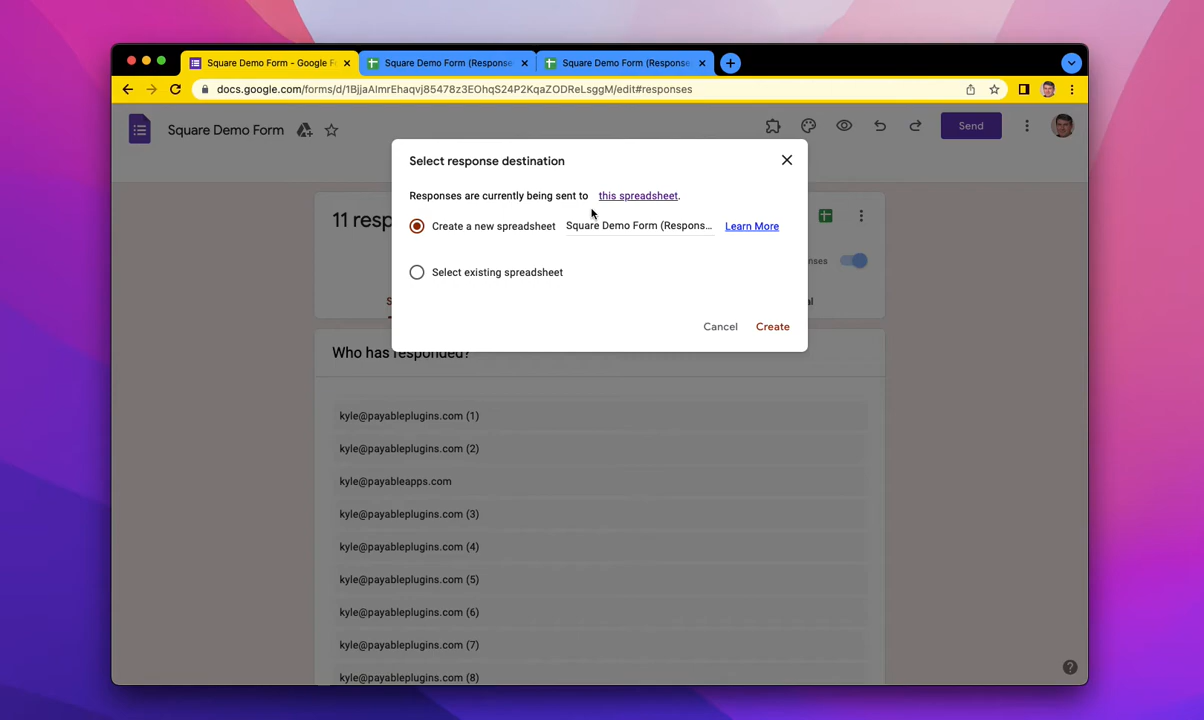 Square Demo Form - Google F
Square Demo Form (Response
Square Demo Form (Response
docs.google.com/forms/d/1BjjaAImrEhaqvj85478z3EOhqS24P2KqaZODReLsggM/edit#responses
Square Demo Form
Send
Select response destination
Responses are currently being sent to this spreadsheet.
11 resp
Create a new spreadsheet Square Demo Form (Respons... Learn More
nses
Select existing spreadsheet
S
al
Cancel Create
Who has responded?
kyle@payableplugins.com (1)
kyle@payableplugins.com (2)
kyle@payableapps.com
kyle@payableplugins.com (3)
kyle@payableplugins.com (4)
kyle@payableplugins.com (5)
kyle@payableplugins.com (6)
kyle@payableplugins.com (7)
kyle@payableplugins.com (8)